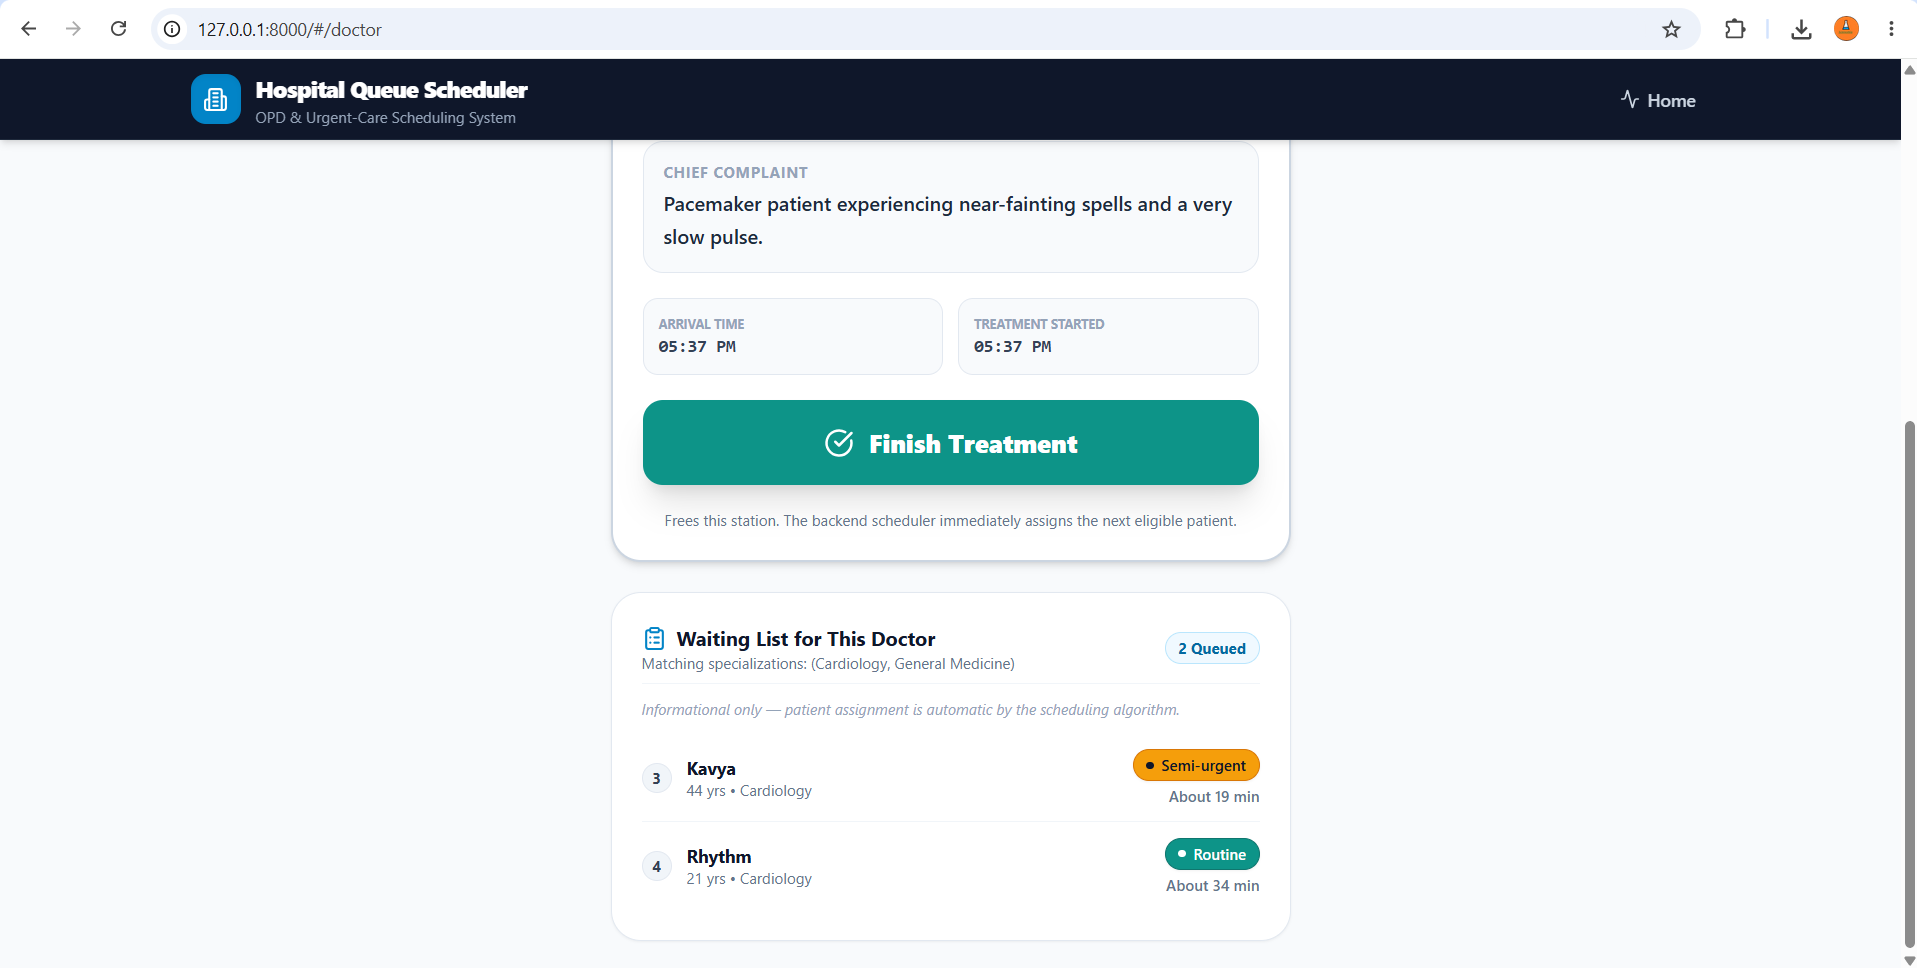 127.0.0.1:8000/#/doctor
Hospital Queue Scheduler
OPD & Urgent-Care Scheduling System
Home
CHIEF COMPLAINT
Pacemaker patient experiencing near-fainting spells and a very
slow pulse.
ARRIVAL TIME
05:37 PM
TREATMENT STARTED
05:37 PM
Finish Treatment
Frees this station. The backend scheduler immediately assigns the next eligible patient.
Waiting List for This Doctor
2 Queued
Matching specializations: (Cardiology, General Medicine)
Informational only — patient assignment is automatic by the scheduling algorithm.
3
Kavya
44 yrs • Cardiology
Semi-urgent
About 19 min
4
Rhythm
21 yrs • Cardiology
Routine
About 34 min